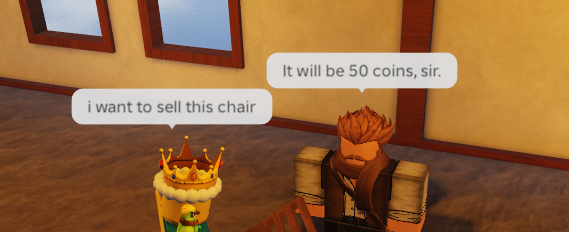 It will be 50 coins, sir.
i want to sell this chair